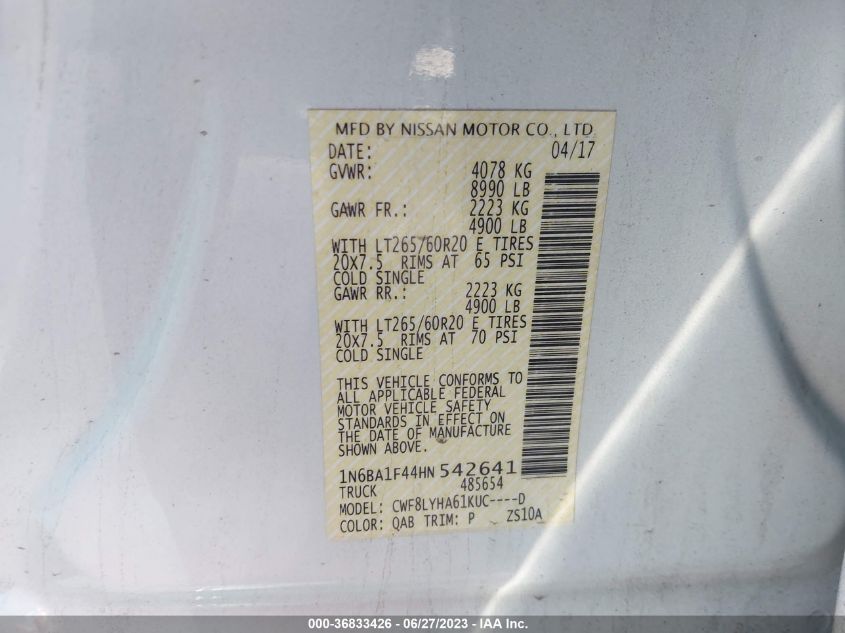 MFD BY NISSAN MOTOR CO., LTD.
DATE: 04/17
GVWR: 4078 KG
8990 LB
GAWR FR.: 2223 KG
4900 LB
WITH LT265/60R20 E TIRES
20X7.5 RIMS AT 65 PSI
COLD SINGLE
GAWR RR.: 2223 KG
4900 LB
WITH LT265/60R20 E TIRES
20X7.5 RIMS AT 70 PSI
COLD SINGLE
THIS VEHICLE CONFORMS TO
ALL APPLICABLE FEDERAL
MOTOR VEHICLE SAFETY
STANDARDS IN EFFECT ON
THE DATE OF MANUFACTURE
SHOWN ABOVE.
1N6BA1F44HN 542641
TRUCK 485654
MODEL: CWF8LYHA61KUC----D
COLOR: QAB TRIM: P ZS10A
000-36833426 - 06/27/2023 - IAA Inc.